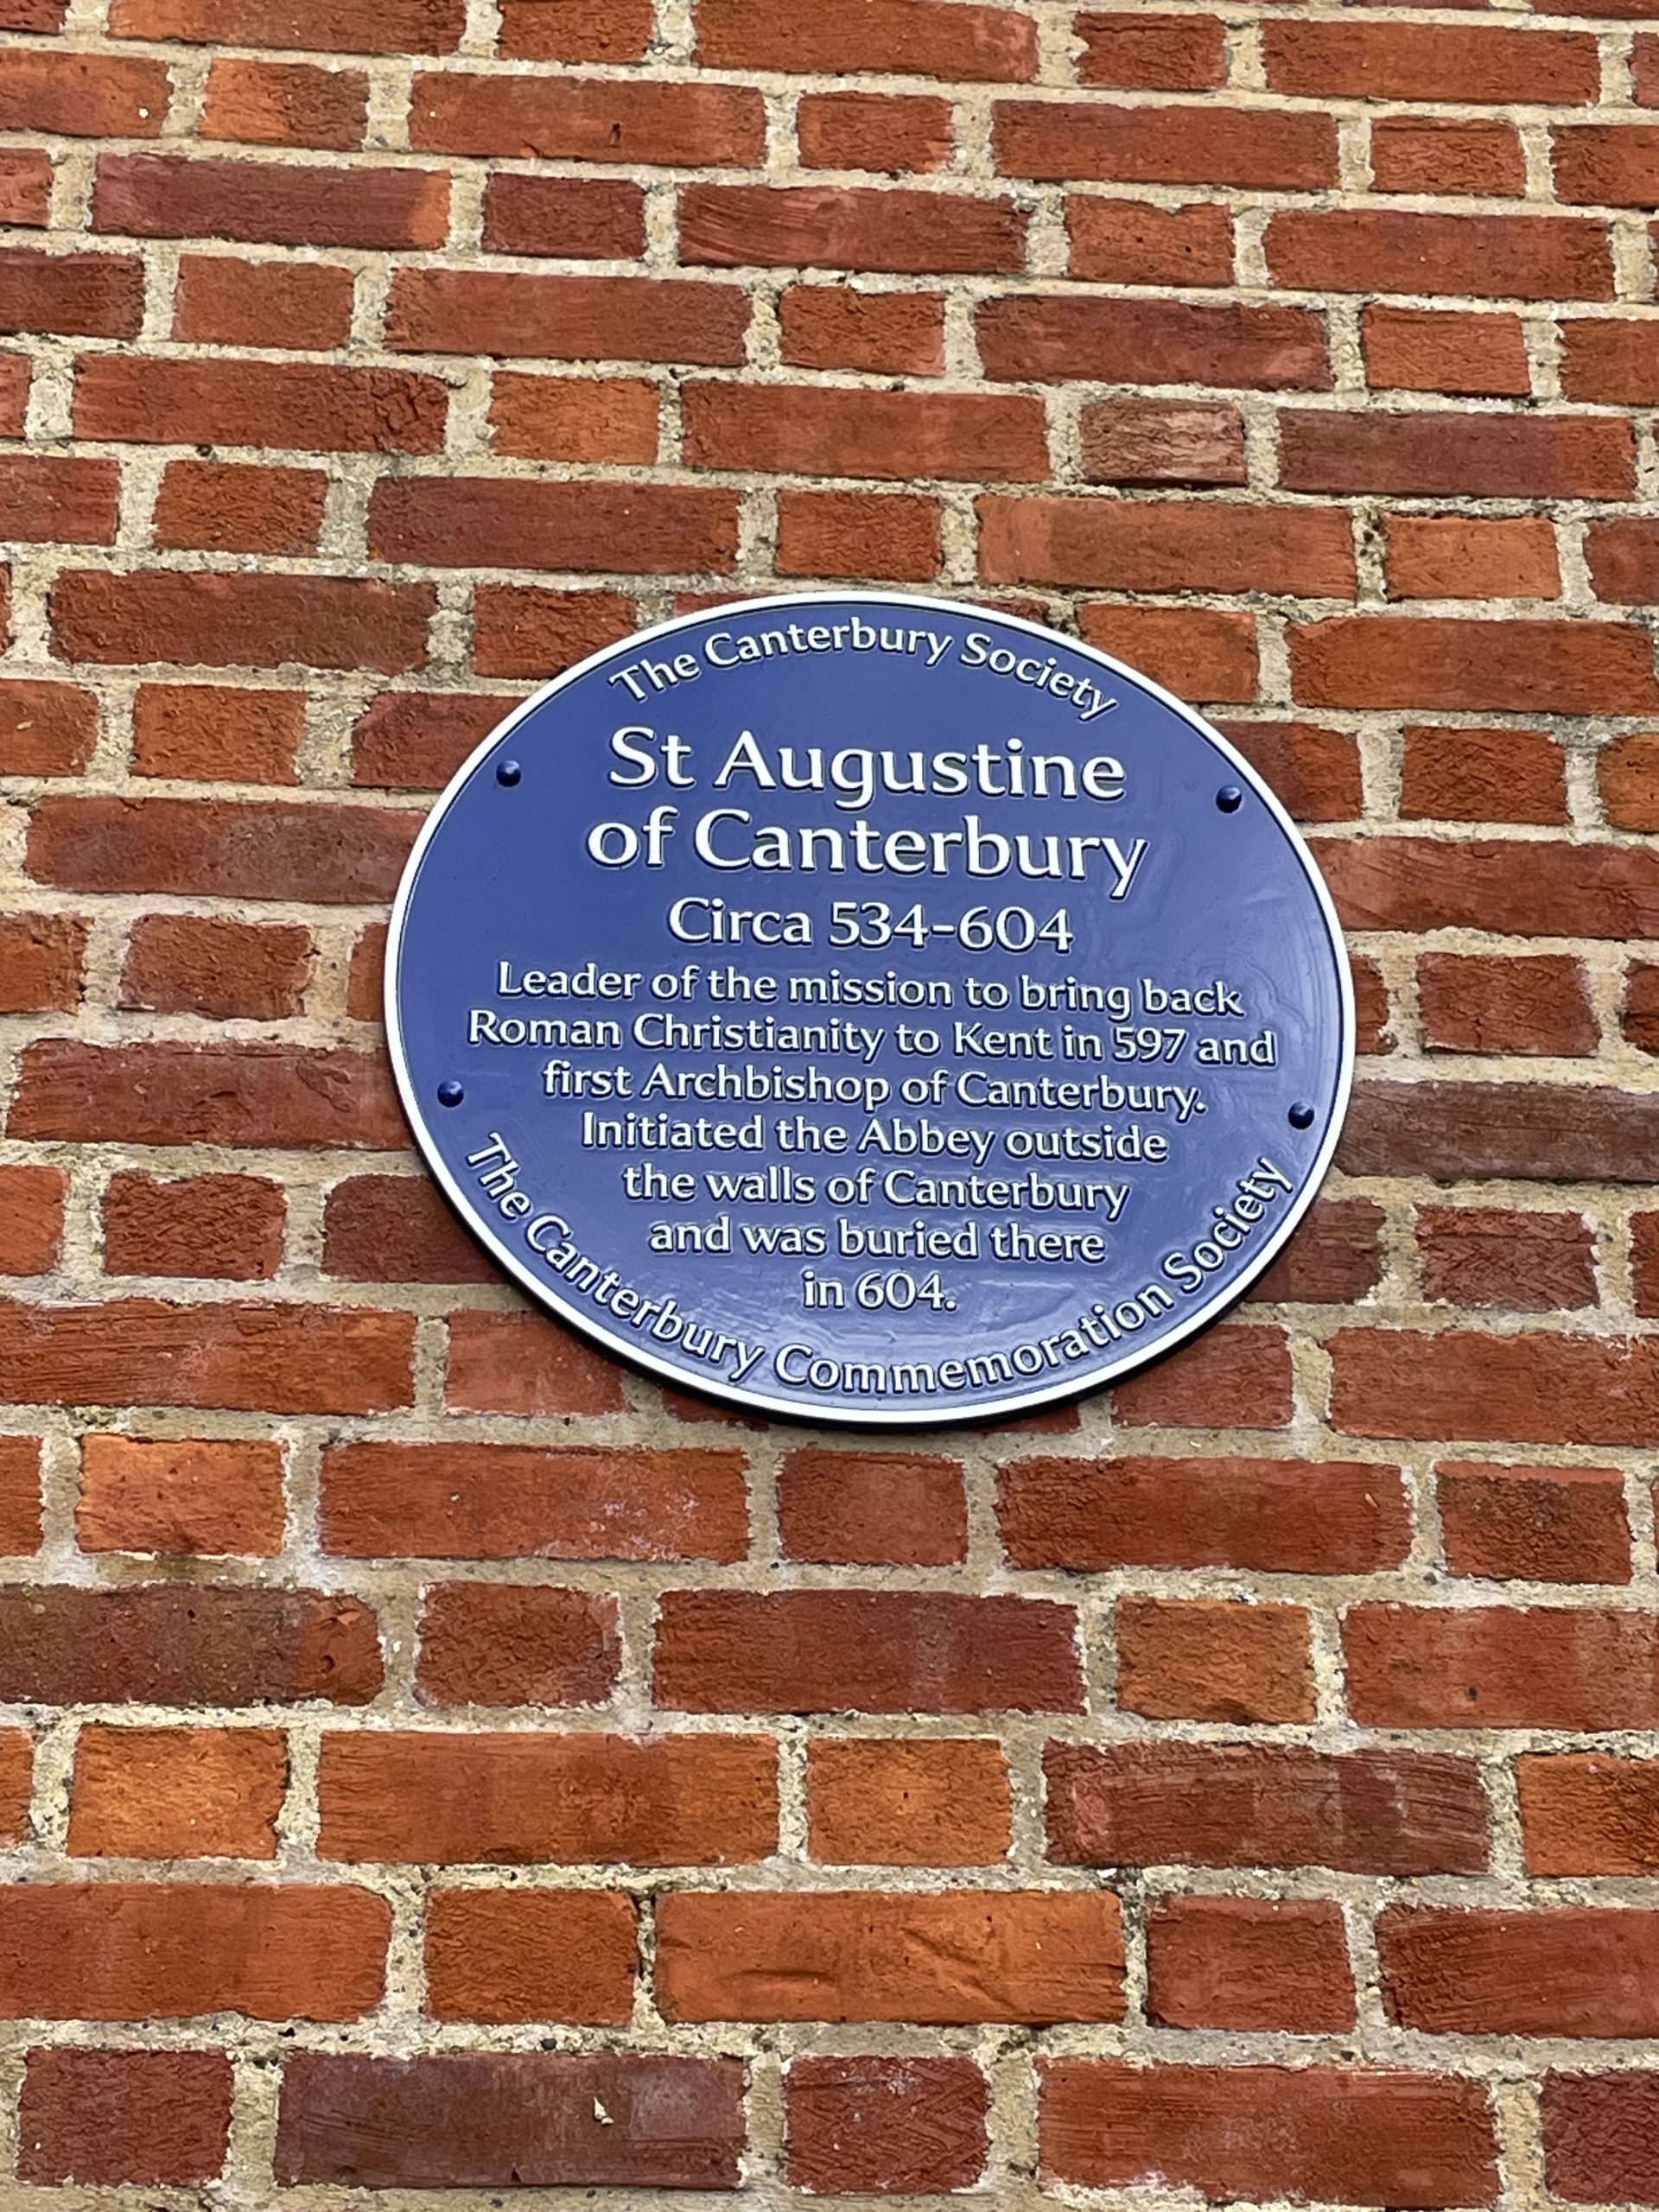 The Canterbury Society
St Augustine
of Canterbury
Circa 534-604
Leader of the mission to bring back
Roman Christianity to Kent in 597 and
first Archbishop of Canterbury.
Initiated the Abbey outside
the walls of Canterbury
and was buried there
in 604.
The Canterbury Commemoration Society